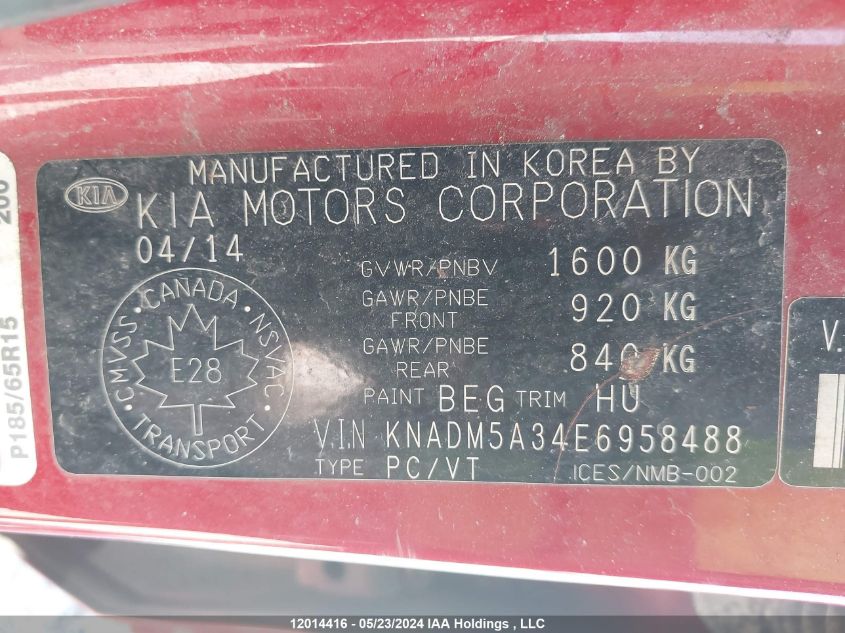 MANUFACTURED IN KOREA BY
KIA
KIA MOTORS CORPORATION
04/14
GVWR/PNBV 1600 KG
GAWR/PNBE FRONT 920 KG
GAWR/PNBE REAR 840 KG
PAINT BEG TRIM HU
V.I.N KNADM5A34E6958488
TYPE PC/VT ICES/NMB-002
CANADA
CMVSS NSVAC
E28
TRANSPORT
P185/65R15
200
V.
12014416 - 05/23/2024 IAA Holdings , LLC